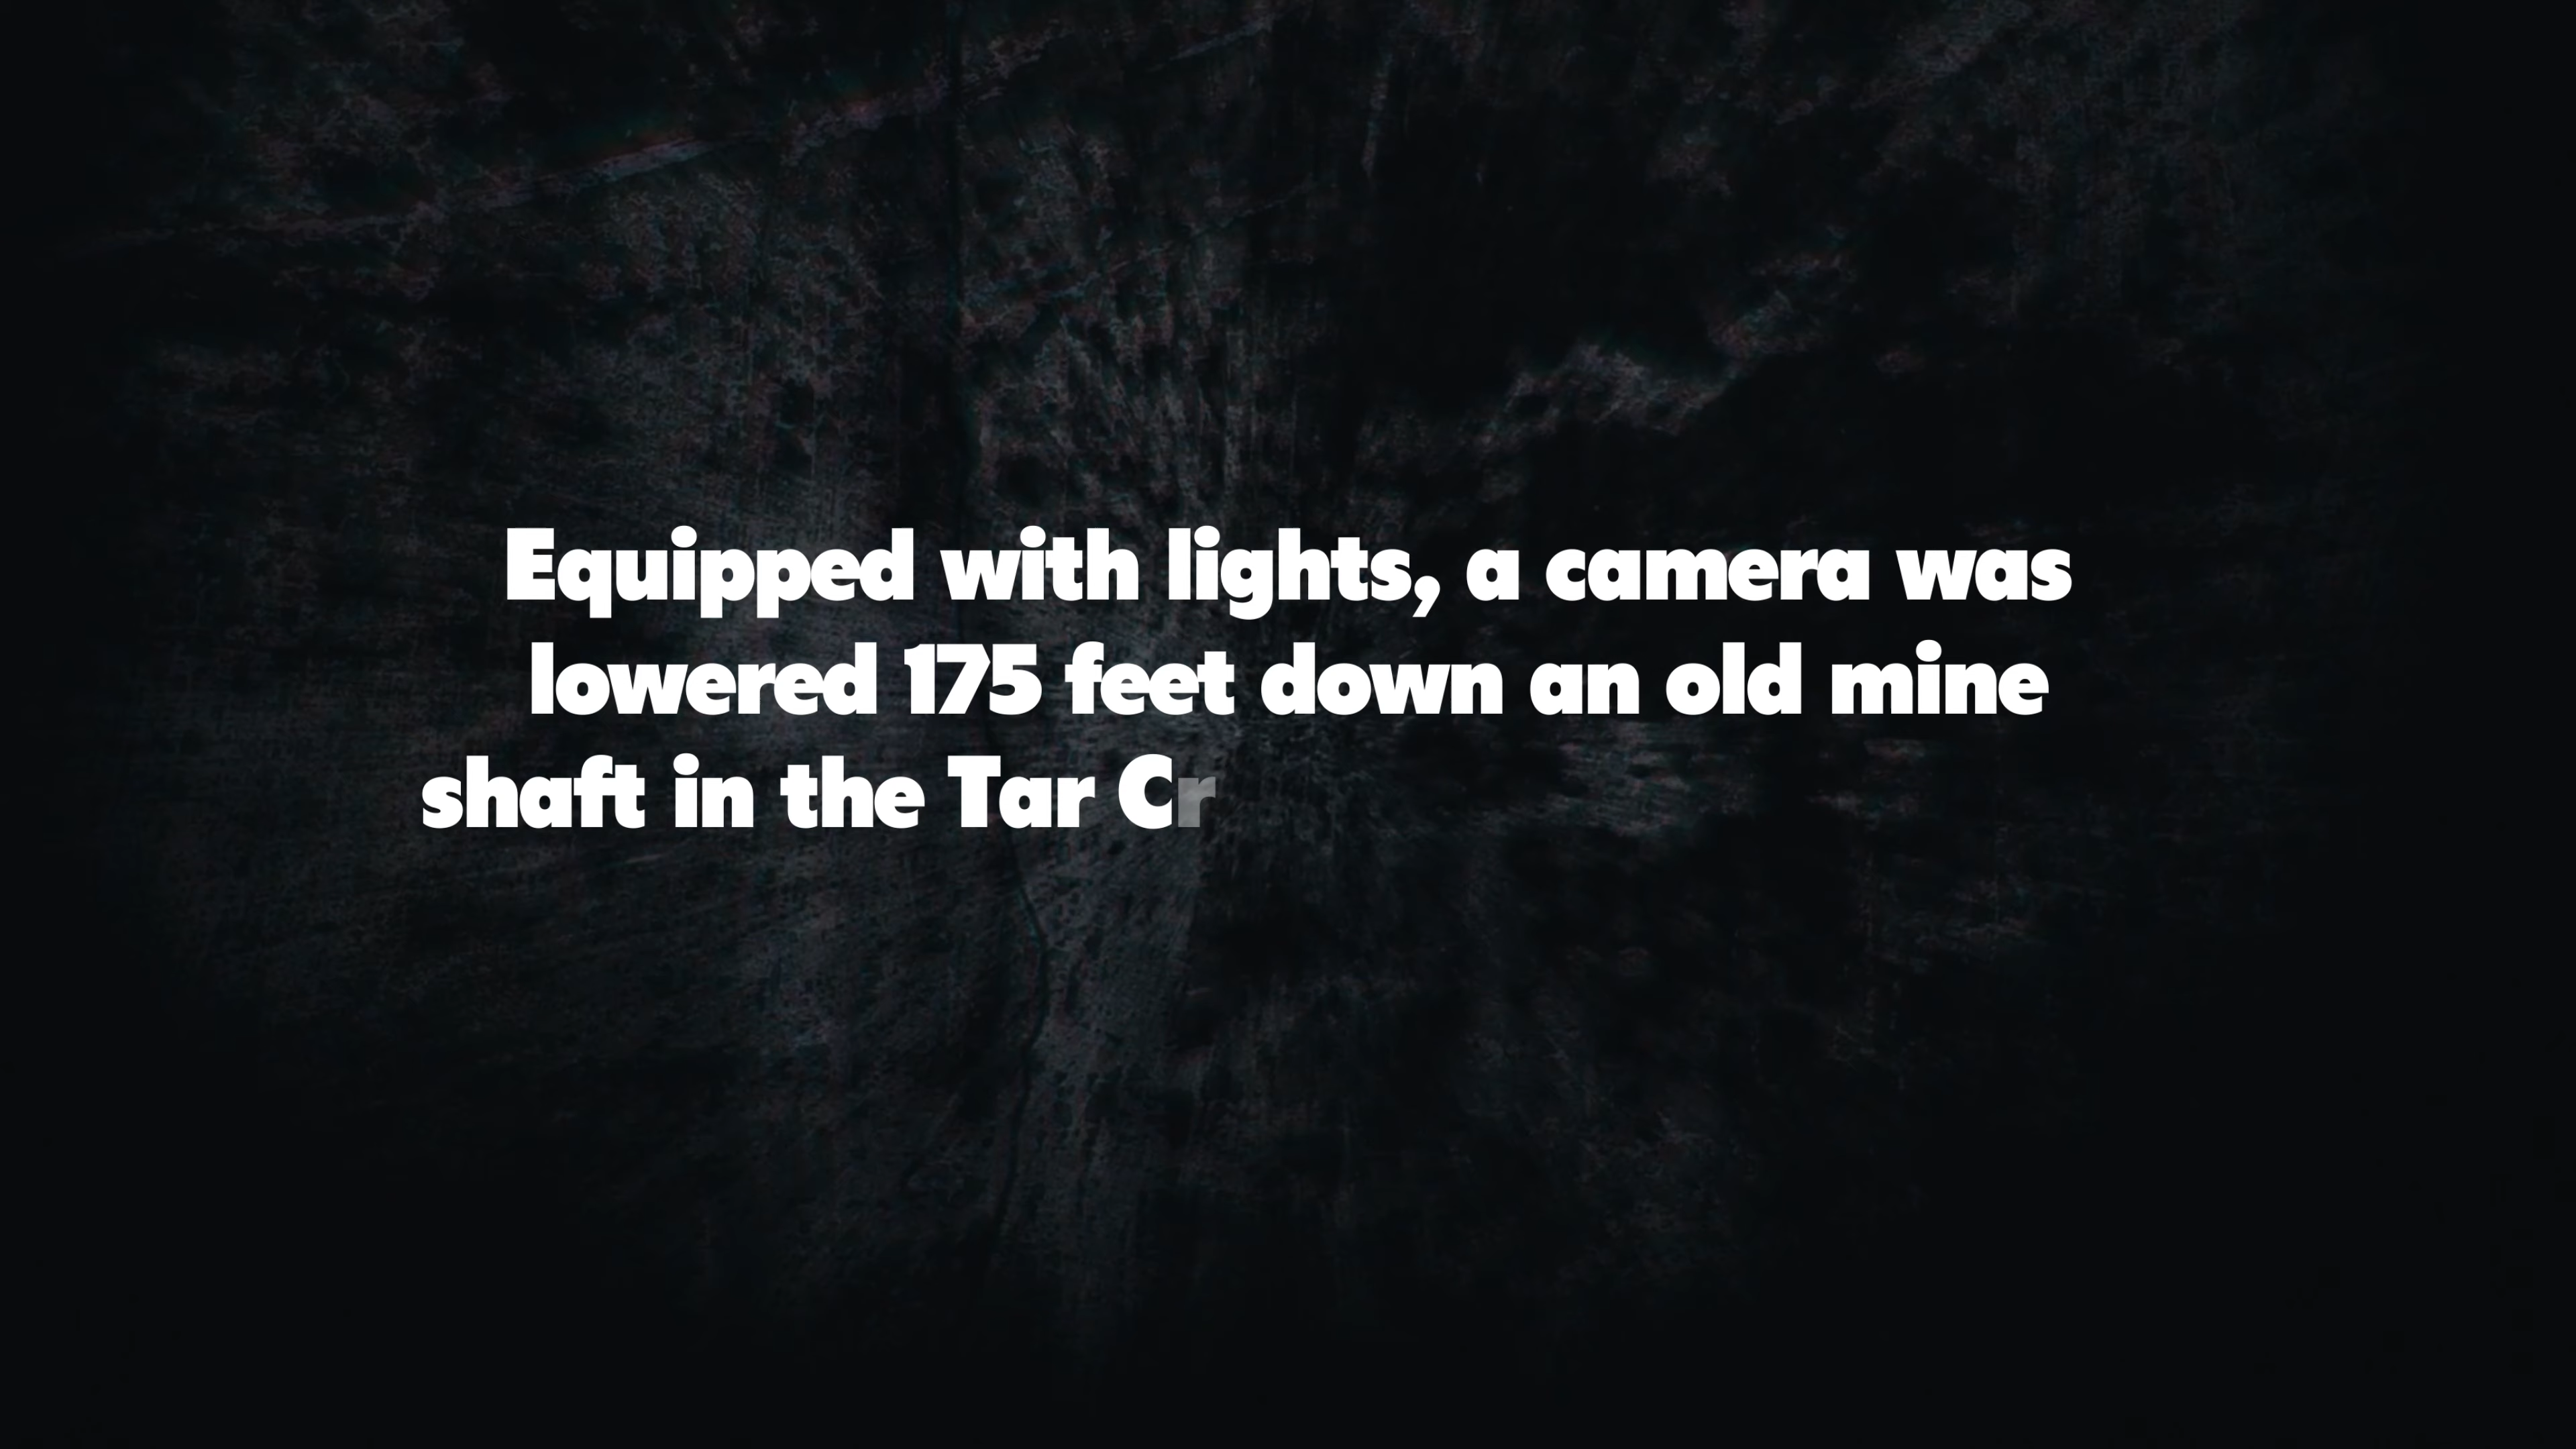 Equipped with lights, a camera was
lowered 175 feet down an old mine
shaft in the Tar Cr